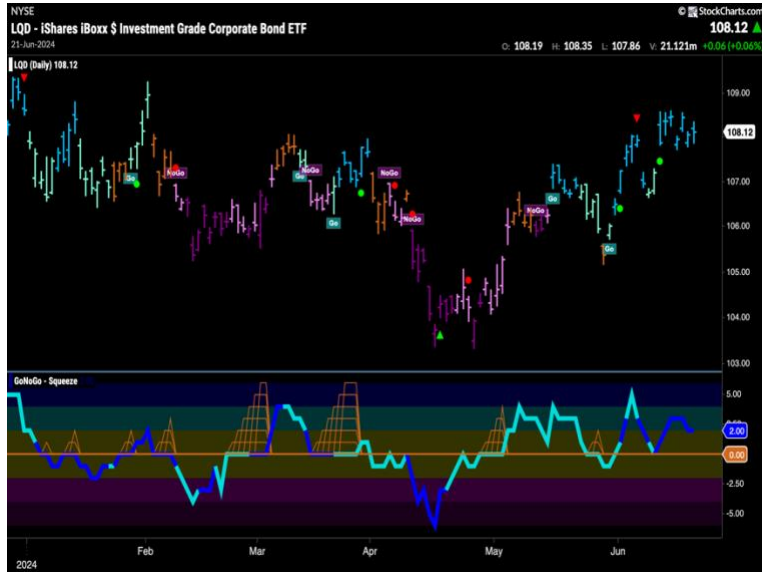 NYSE
© StockCharts.com
LQD - iShares iBoxx $ Investment Grade Corporate Bond ETF
108.12
21-Jun-2024
O: 108.19 H: 108.35 L: 107.86 V: 21.121m +0.06 (+0.06%)
LQD (Daily) 108.12
109.00
108.12
Go
NoGo
Go
NoGo
NoGo
107.00
Go
NoGo
NoGo
Go
106.00
Go
105.00
104.00
103.00
GoNoGo - Squeeze
5.00
2.00
0.00
-2.50
-5.00
Feb
Mar
Apr
May
Jun
2024